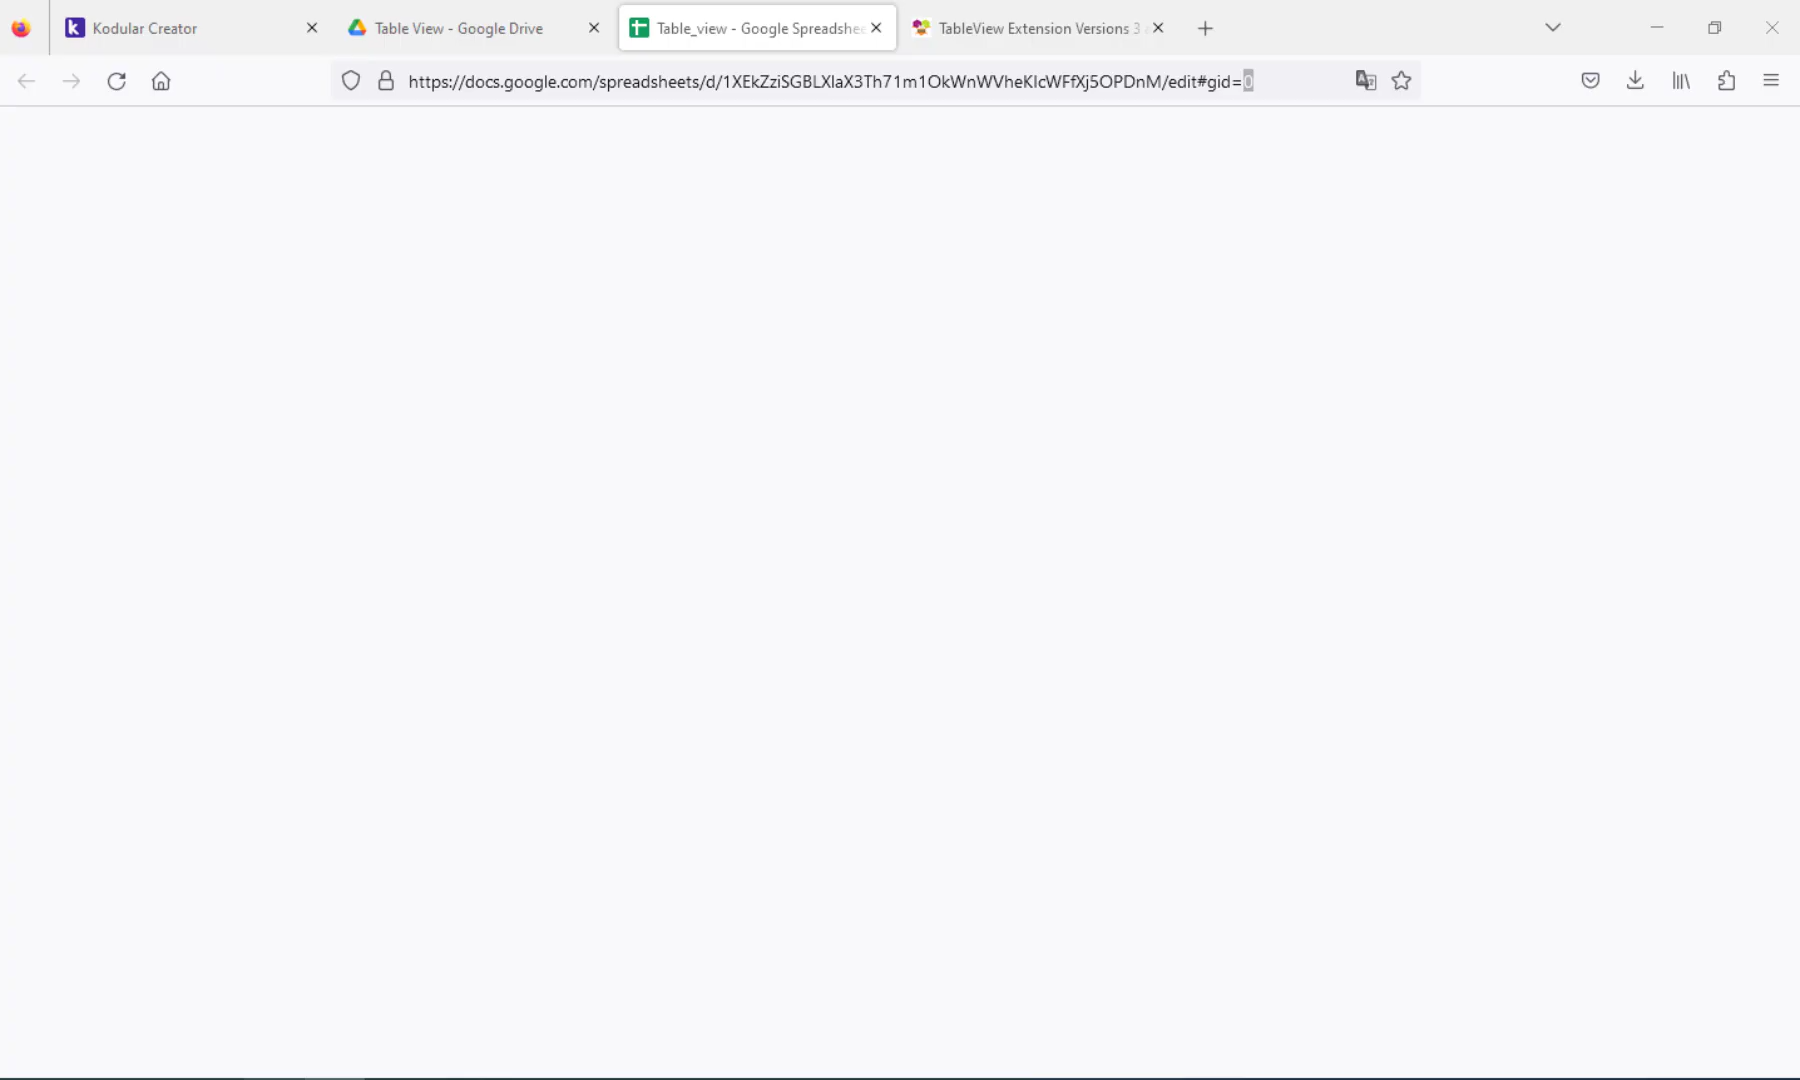 Kodular Creator
Table View - Google Drive
Table_view - Google Spreadshe
TableView Extension Versions 3
https://docs.google.com/spreadsheets/d/1XEkZziSGBLXlaX3Th71m1OkWnWVheKIcWFfXj5OPDnM/edit#gid=0